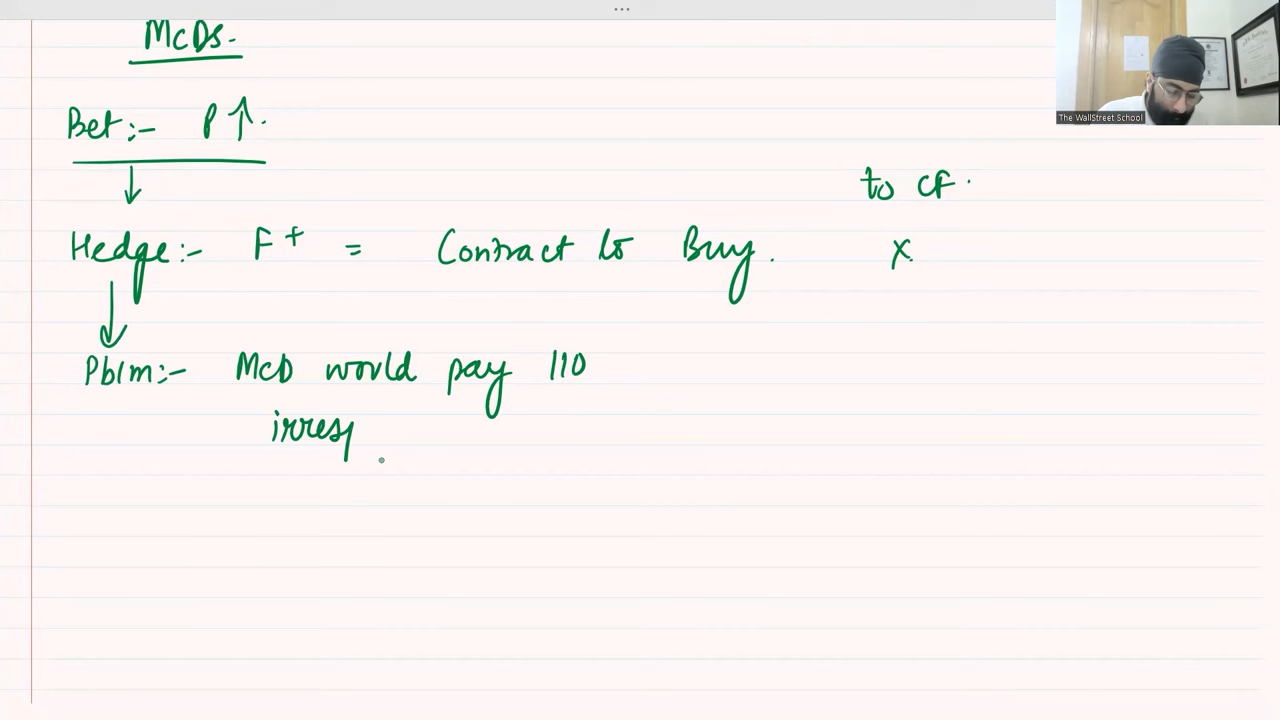 McDs.
Bet:- P ↑.
to CF.
Hedge:- F+ = Contract to Buy. X.
Pblm:- McD would pay 110
irresp
The WallStreet School